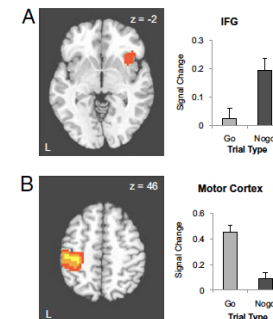 A
z = -2
L
IFG
Signal Change
0.3
0.2
0.1
0
Go
Nogo
Trial Type
B
z = 46
L
Motor Cortex
Signal Change
0.6
0.4
0.2
0
Go
Nogo
Trial Type